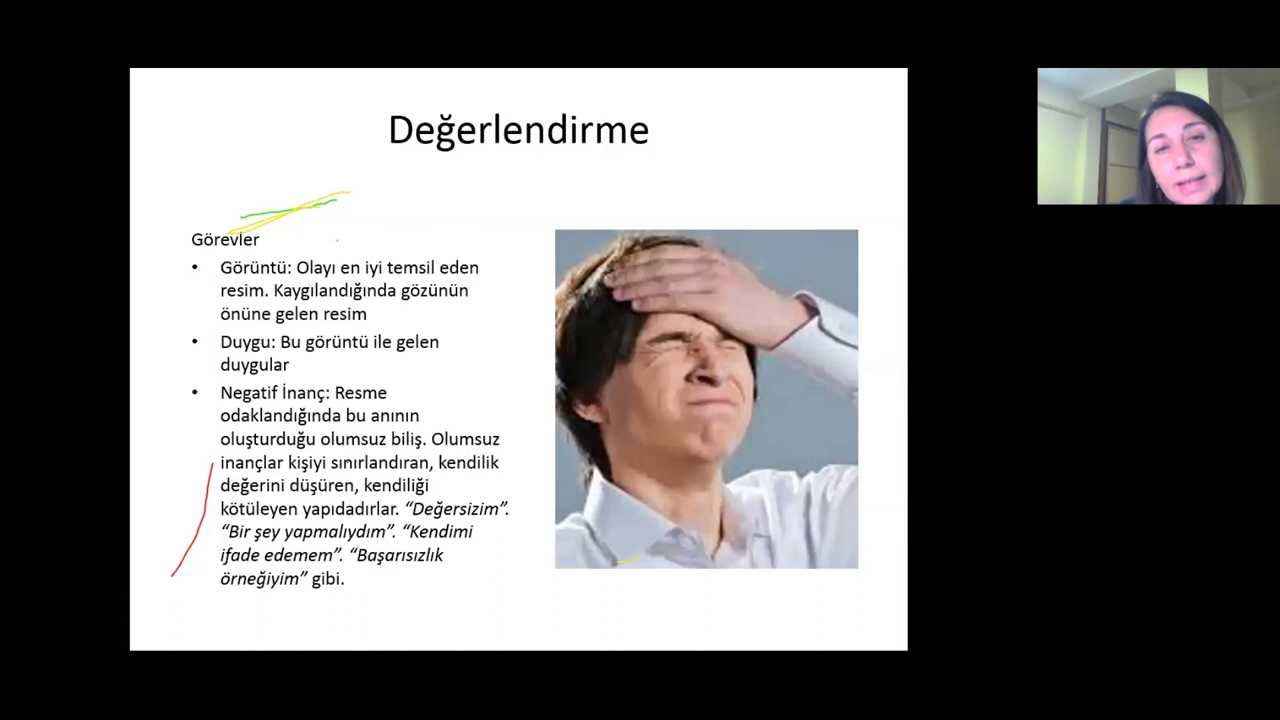 Değerlendirme
Görevler
• Görüntü: Olayı en iyi temsil eden
resim. Kaygılandığında gözünün
önüne gelen resim
• Duygu: Bu görüntü ile gelen
duygular
• Negatif İnanç: Resme
odaklandığında bu anının
oluşturduğu olumsuz biliş. Olumsuz
inançlar kişiyi sınırlandıran, kendilik
değerini düşüren, kendiliği
kötüleyen yapıdadırlar. “Değersizim”.
“Bir şey yapmalıydım”. “Kendimi
ifade edemem”. “Başarısızlık
örneğiyim” gibi.